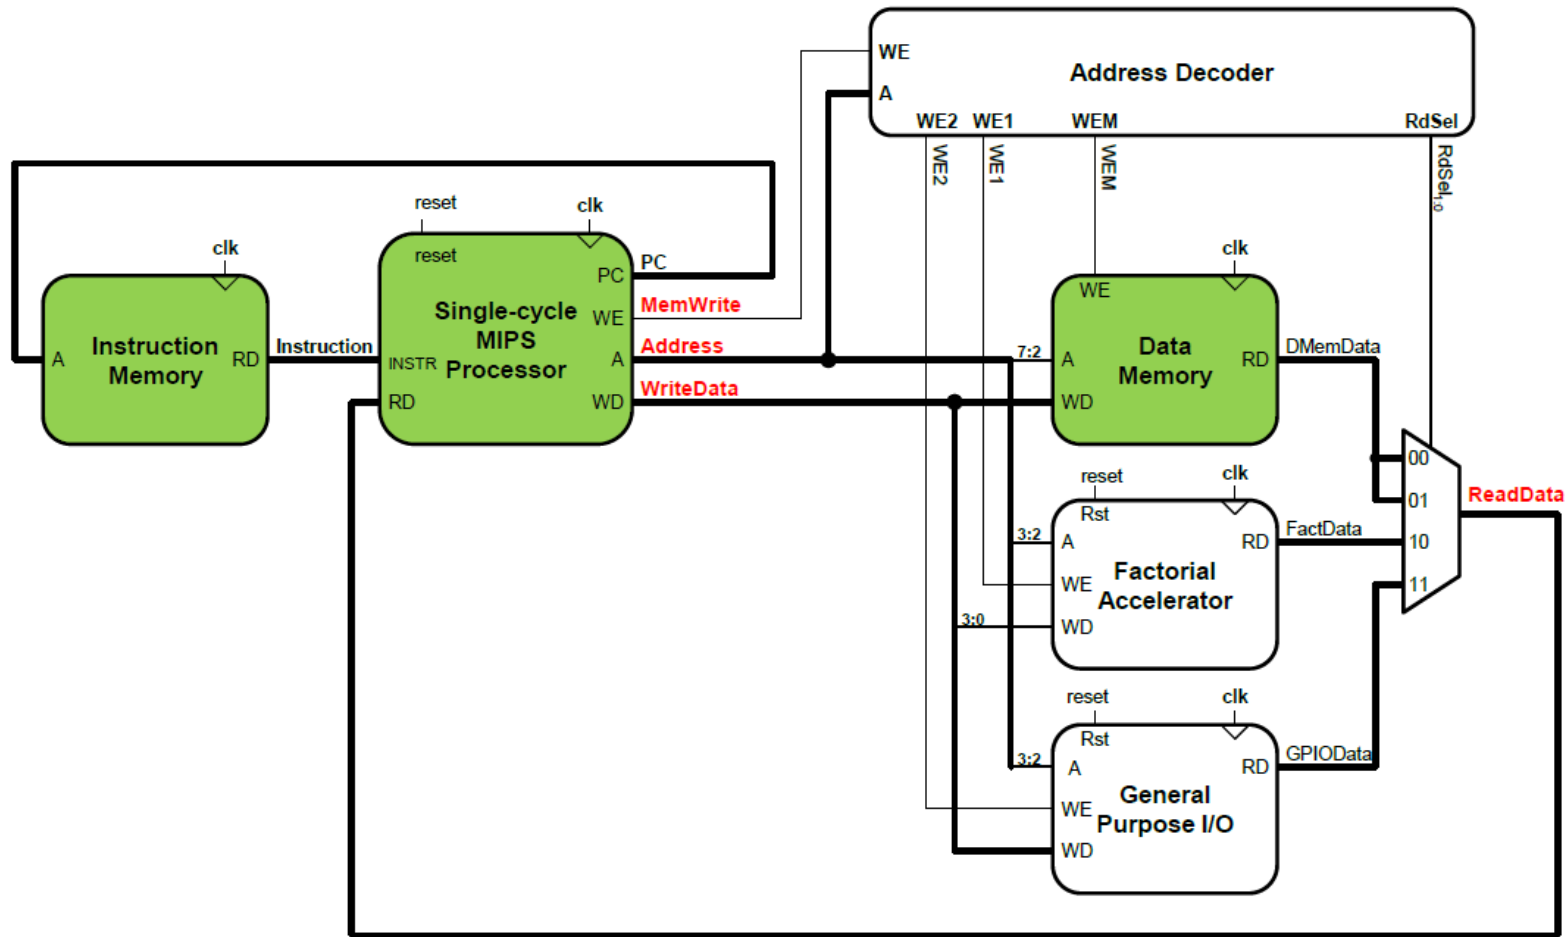 WE
Address Decoder
A
WE2 WE1 WEM RdSel
WE2
WE1
WEM
RdSel1:0
reset
clk
reset
PC
PC
Single-cycle
MIPS
Processor
WE
MemWrite
INSTR
A
Address
RD
WD
WriteData
clk
A
Instruction
Memory
RD
Instruction
clk
WE
7:2
A
Data
Memory
RD
DMemData
WD
00
01
10
11
ReadData
reset
clk
Rst
3:2
A
RD
FactData
Factorial
Accelerator
WE
3:0
WD
reset
clk
Rst
3:2
A
RD
GPIOData
General
Purpose I/O
WE
WD